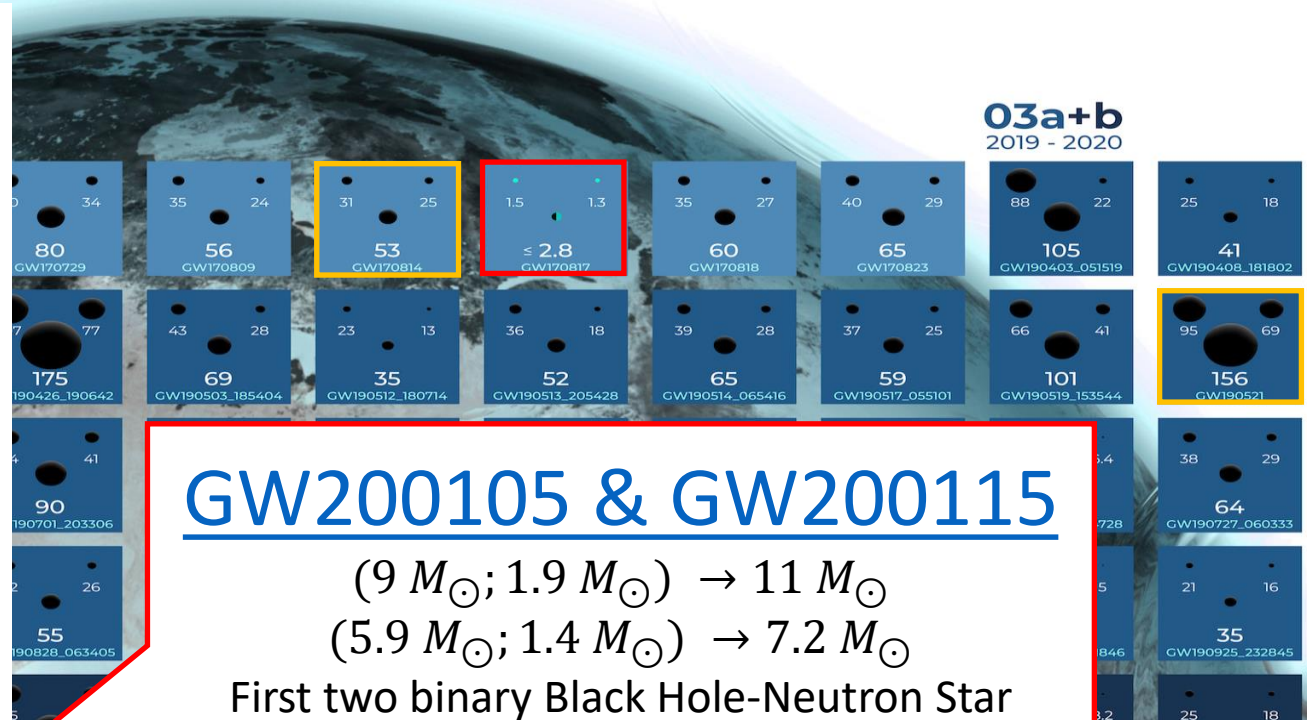 03a+b
2019 - 2020
34 35 24 31 25 1.5 1.3 35 27 40 29 88 22 25 18
80 56 53 ≤ 2.8 60 65 105 41
GW170729 GW170809 GW170814 GW170817 GW170818 GW170823 GW190403_051519 GW190408_181802
77 43 28 23 13 36 18 39 28 37 25 66 41 95 69
175 69 35 52 65 59 101 156
190426_190642 GW190503_185404 GW190512_180714 GW190513_205428 GW190514_065416 GW190517_055101 GW190519_153544 GW190521
41 38 29
90 64
190701_203306 GW190727_060333
GW200105 & GW200115
(9 M☉; 1.9 M☉) → 11 M☉
(5.9 M☉; 1.4 M☉) → 7.2 M☉
First two binary Black Hole-Neutron Star
26 21 16
55 35
190828_063405 GW190925_232845
25 18